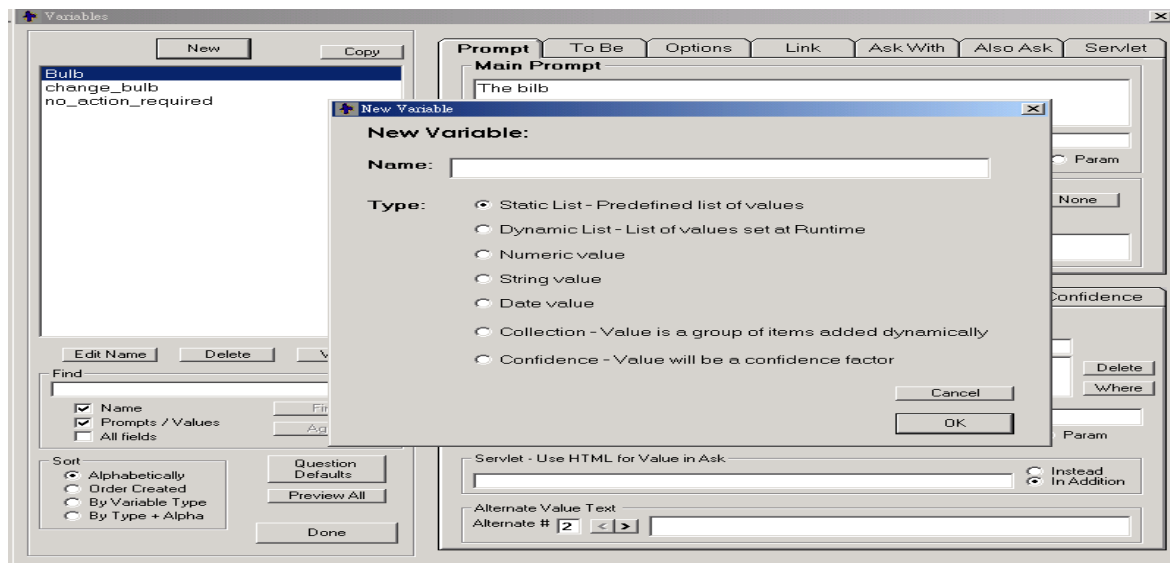 Variables
New
Copy
Bulb
change_bulb
no_action_required
Edit Name
Delete
V
Find
Name
Prompts / Values
All fields
Fi
Ag
Sort
Alphabetically
Order Created
By Variable Type
By Type + Alpha
Question
Defaults
Preview All
Done
Prompt To Be Options Link Ask With Also Ask Servlet
Main Prompt
The bilb
Param
None
New Variable
New Variable:
Name:
Type:
Static List - Predefined list of values
Dynamic List - List of values set at Runtime
Numeric value
String value
Date value
Collection - Value is a group of items added dynamically
Confidence - Value will be a confidence factor
Cancel
OK
Confidence
Delete
Where
Param
Servlet - Use HTML for Value in Ask
Instead
In Addition
Alternate Value Text
Alternate # 2 < >